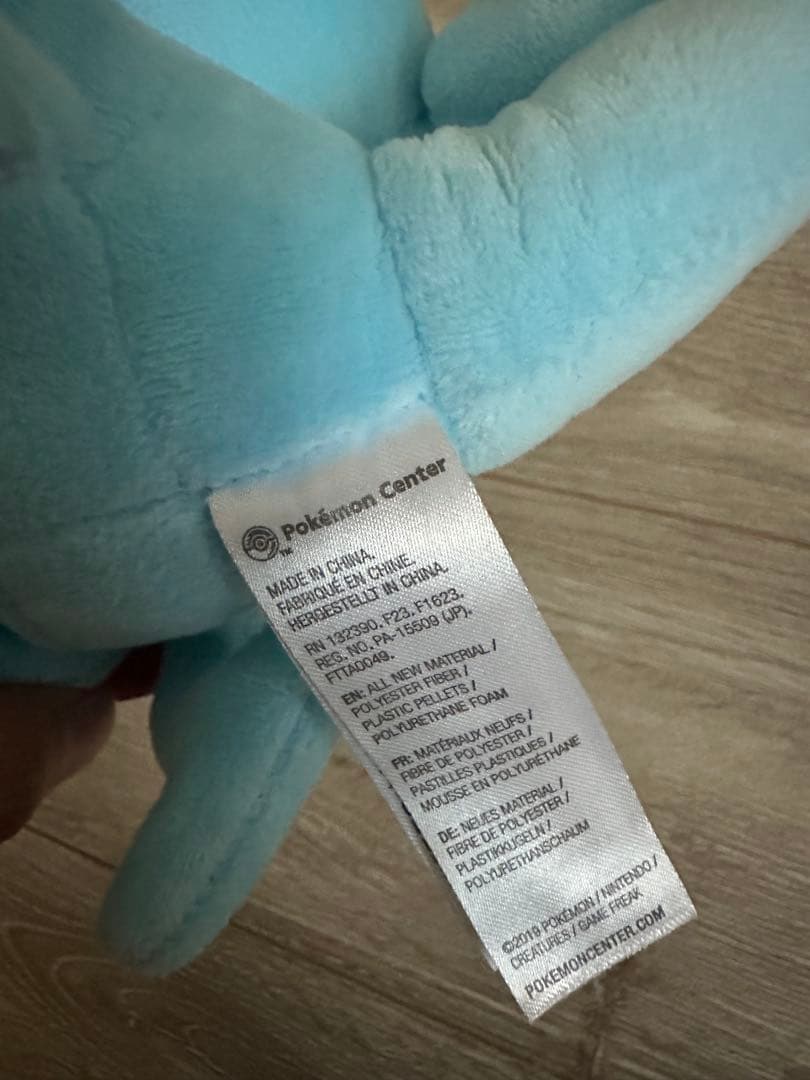 Pokémon Center
TM
MADE IN CHINA.
FABRIQUÉ EN CHINE.
HERGESTELLT IN CHINA.
RN 132390. F23. F1623.
REG. NO. PA-15509 (JP).
FTTA0049.
EN: ALL NEW MATERIAL /
POLYESTER FIBER /
PLASTIC PELLETS /
POLYURETHANE FOAM
FR: MATÉRIAUX NEUFS /
FIBRE DE POLYESTER /
PASTILLES PLASTIQUES /
MOUSSE EN POLYURÉTHANE
DE: NEUES MATERIAL /
FIBRE DE POLYESTER /
PLASTIKKUGELN /
POLYURETHANSCHAUM
©2019 POKÉMON / NINTENDO /
CREATURES / GAME FREAK
POKEMONCENTER.COM